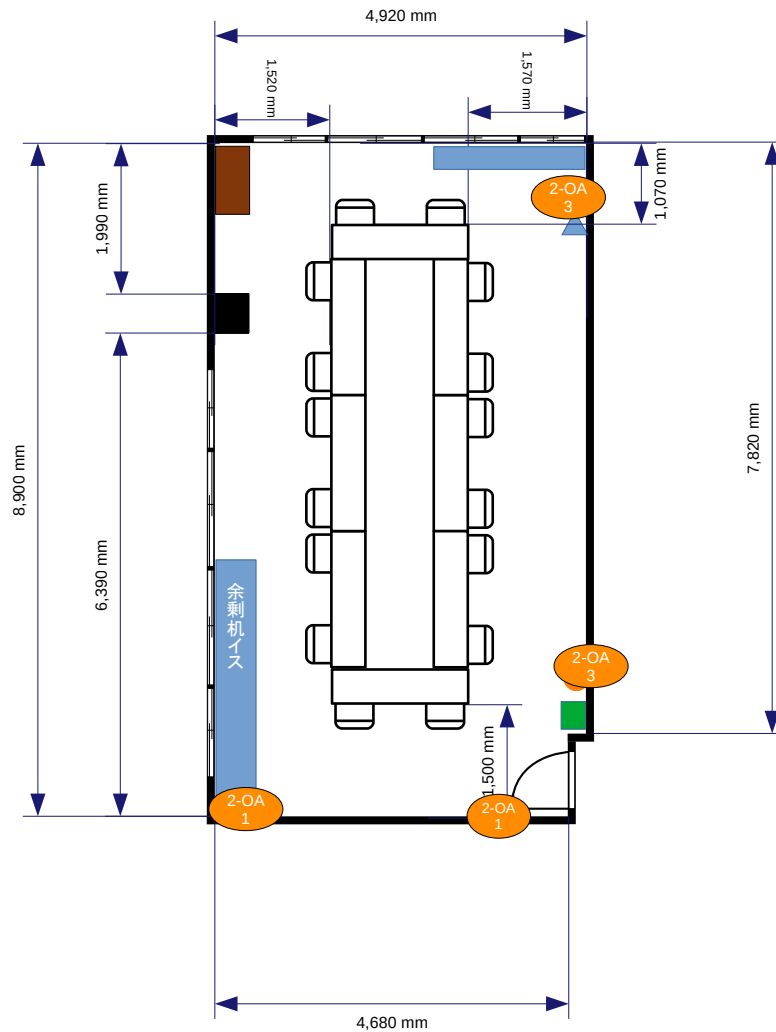 4,920 mm
1,520 mm
1,570 mm
2-OA
3
1,070 mm
1,990 mm
7,820 mm
8,900 mm
6,390 mm
余剰机イス
2-OA
3
1,500 mm
2-OA
1
2-OA
1
4,680 mm